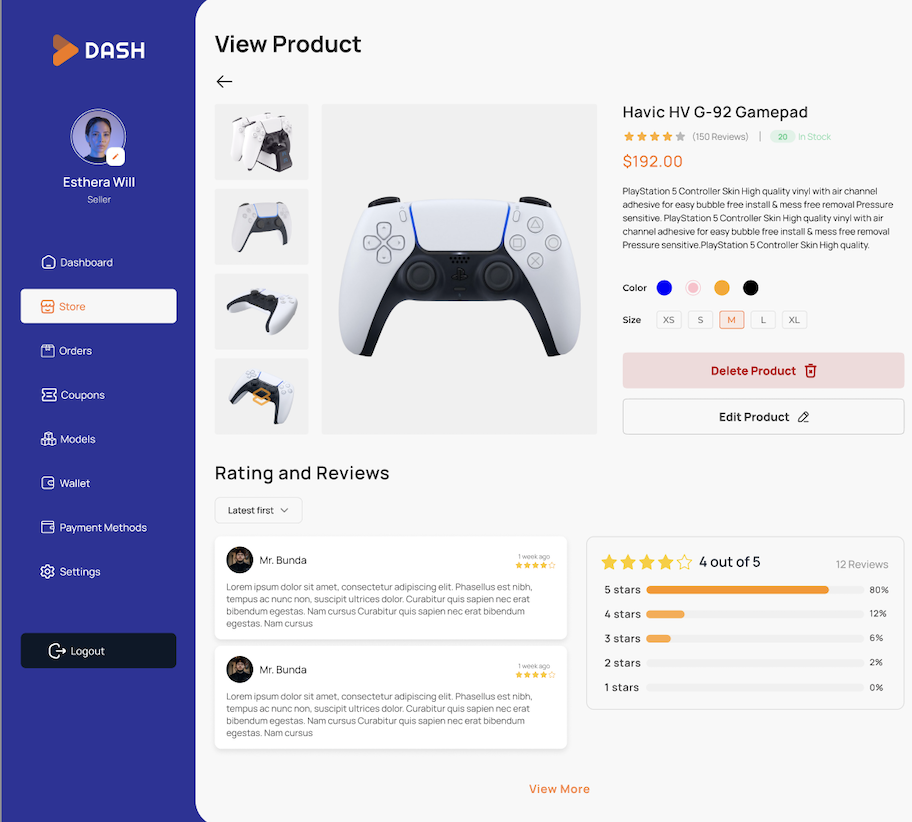 DASH
Esthera Will
Seller
Dashboard
Store
Orders
Coupons
Models
Wallet
Payment Methods
Settings
Logout
View Product
Havic HV G-92 Gamepad
(150 Reviews) | 20 In Stock
$192.00
PlayStation 5 Controller Skin High quality vinyl with air channel
adhesive for easy bubble free install & mess free removal Pressure
sensitive. PlayStation 5 Controller Skin High quality vinyl with air
channel adhesive for easy bubble free install & mess free removal
Pressure sensitive.PlayStation 5 Controller Skin High quality.
Color
Size XS S M L XL
Delete Product
Edit Product
Rating and Reviews
Latest first
Mr. Bunda
1 week ago
Lorem ipsum dolor sit amet, consectetur adipiscing elit. Phasellus est nibh,
tempus ac nunc non, suscipit ultrices dolor. Curabitur quis sapien nec erat
bibendum egestas. Nam cursus Curabitur quis sapien nec erat bibendum
egestas. Nam cursus
Mr. Bunda
1 week ago
Lorem ipsum dolor sit amet, consectetur adipiscing elit. Phasellus est nibh,
tempus ac nunc non, suscipit ultrices dolor. Curabitur quis sapien nec erat
bibendum egestas. Nam cursus Curabitur quis sapien nec erat bibendum
egestas. Nam cursus
4 out of 5
12 Reviews
5 stars 80%
4 stars 12%
3 stars 6%
2 stars 2%
1 stars 0%
View More